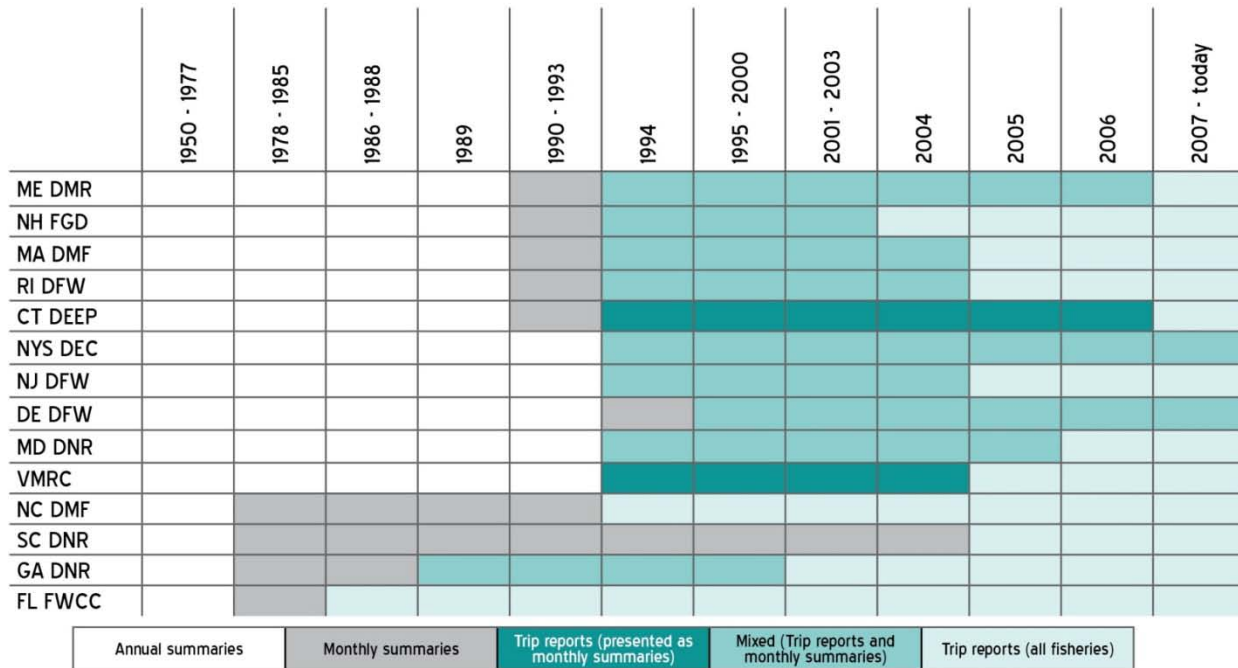 1950 - 1977
1978 - 1985
1986 - 1988
1989
1990 - 1993
1994
1995 - 2000
2001 - 2003
2004
2005
2006
2007 - today
ME DMR
NH FGD
MA DMF
RI DFW
CT DEEP
NYS DEC
NJ DFW
DE DFW
MD DNR
VMRC
NC DMF
SC DNR
GA DNR
FL FWCC
Annual summaries
Monthly summaries
Trip reports (presented as
monthly summaries)
Mixed (Trip reports and
monthly summaries)
Trip reports (all fisheries)